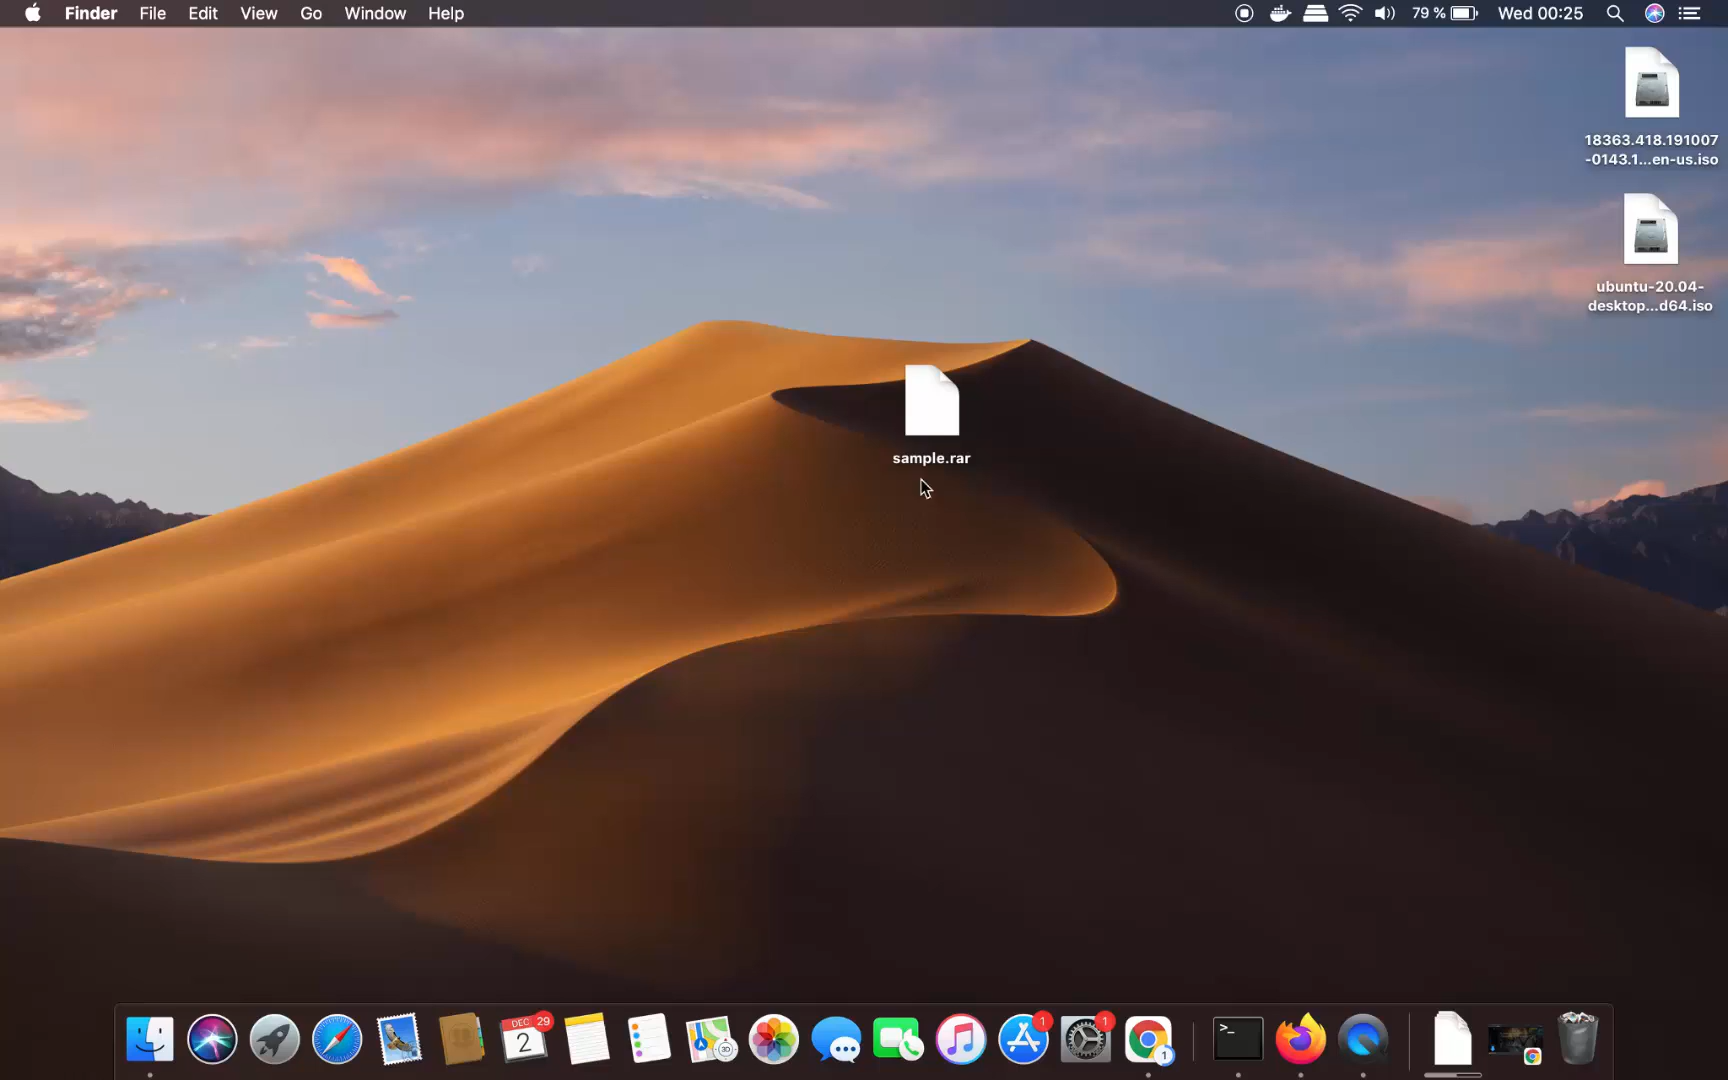 Finder File Edit View Go Window Help 79 % Wed 00:25
18363.418.191007
-0143.1...en-us.iso
ubuntu-20.04-
desktop...d64.iso
sample.rar
DEC 29
2
3D
1
1
1
>_